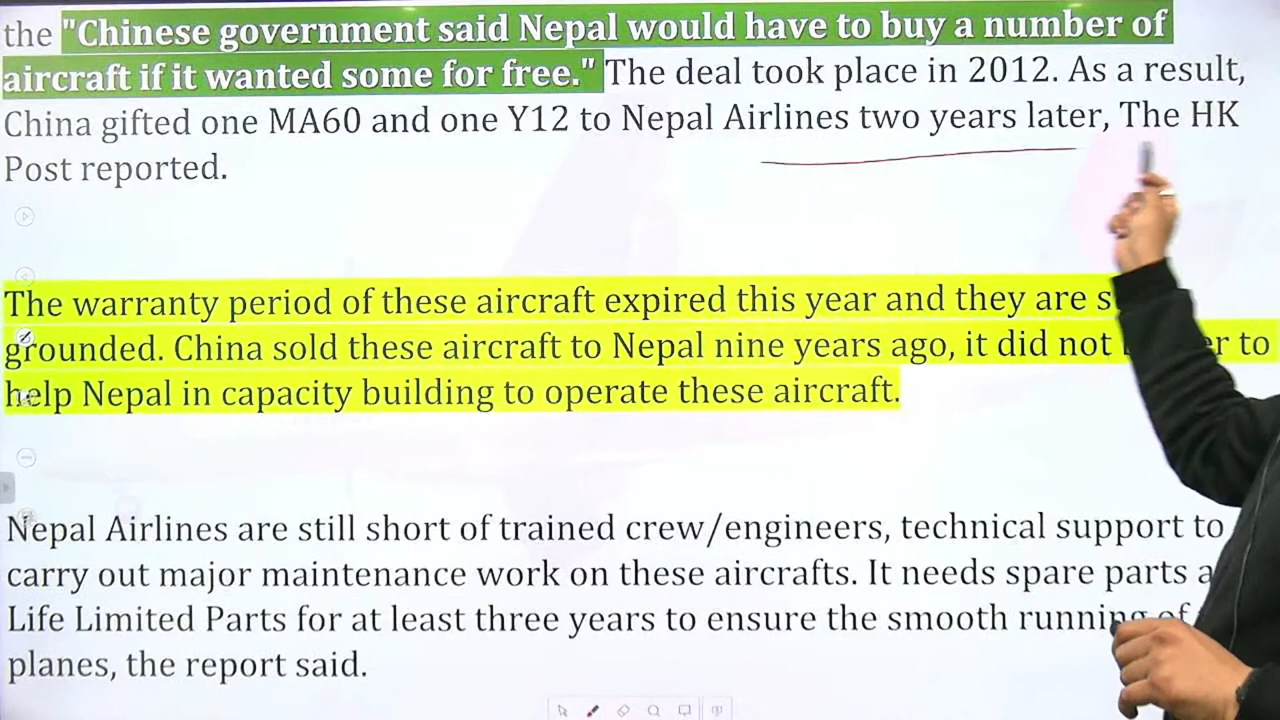 the "Chinese government said Nepal would have to buy a number of
aircraft if it wanted some for free." The deal took place in 2012. As a result,
China gifted one MA60 and one Y12 to Nepal Airlines two years later, The HK
Post reported.
The warranty period of these aircraft expired this year and they are
grounded. China sold these aircraft to Nepal nine years ago, it did not to
help Nepal in capacity building to operate these aircraft.
Nepal Airlines are still short of trained crew/engineers, technical support to
carry out major maintenance work on these aircrafts. It needs spare parts
Life Limited Parts for at least three years to ensure the smooth running of
planes, the report said.